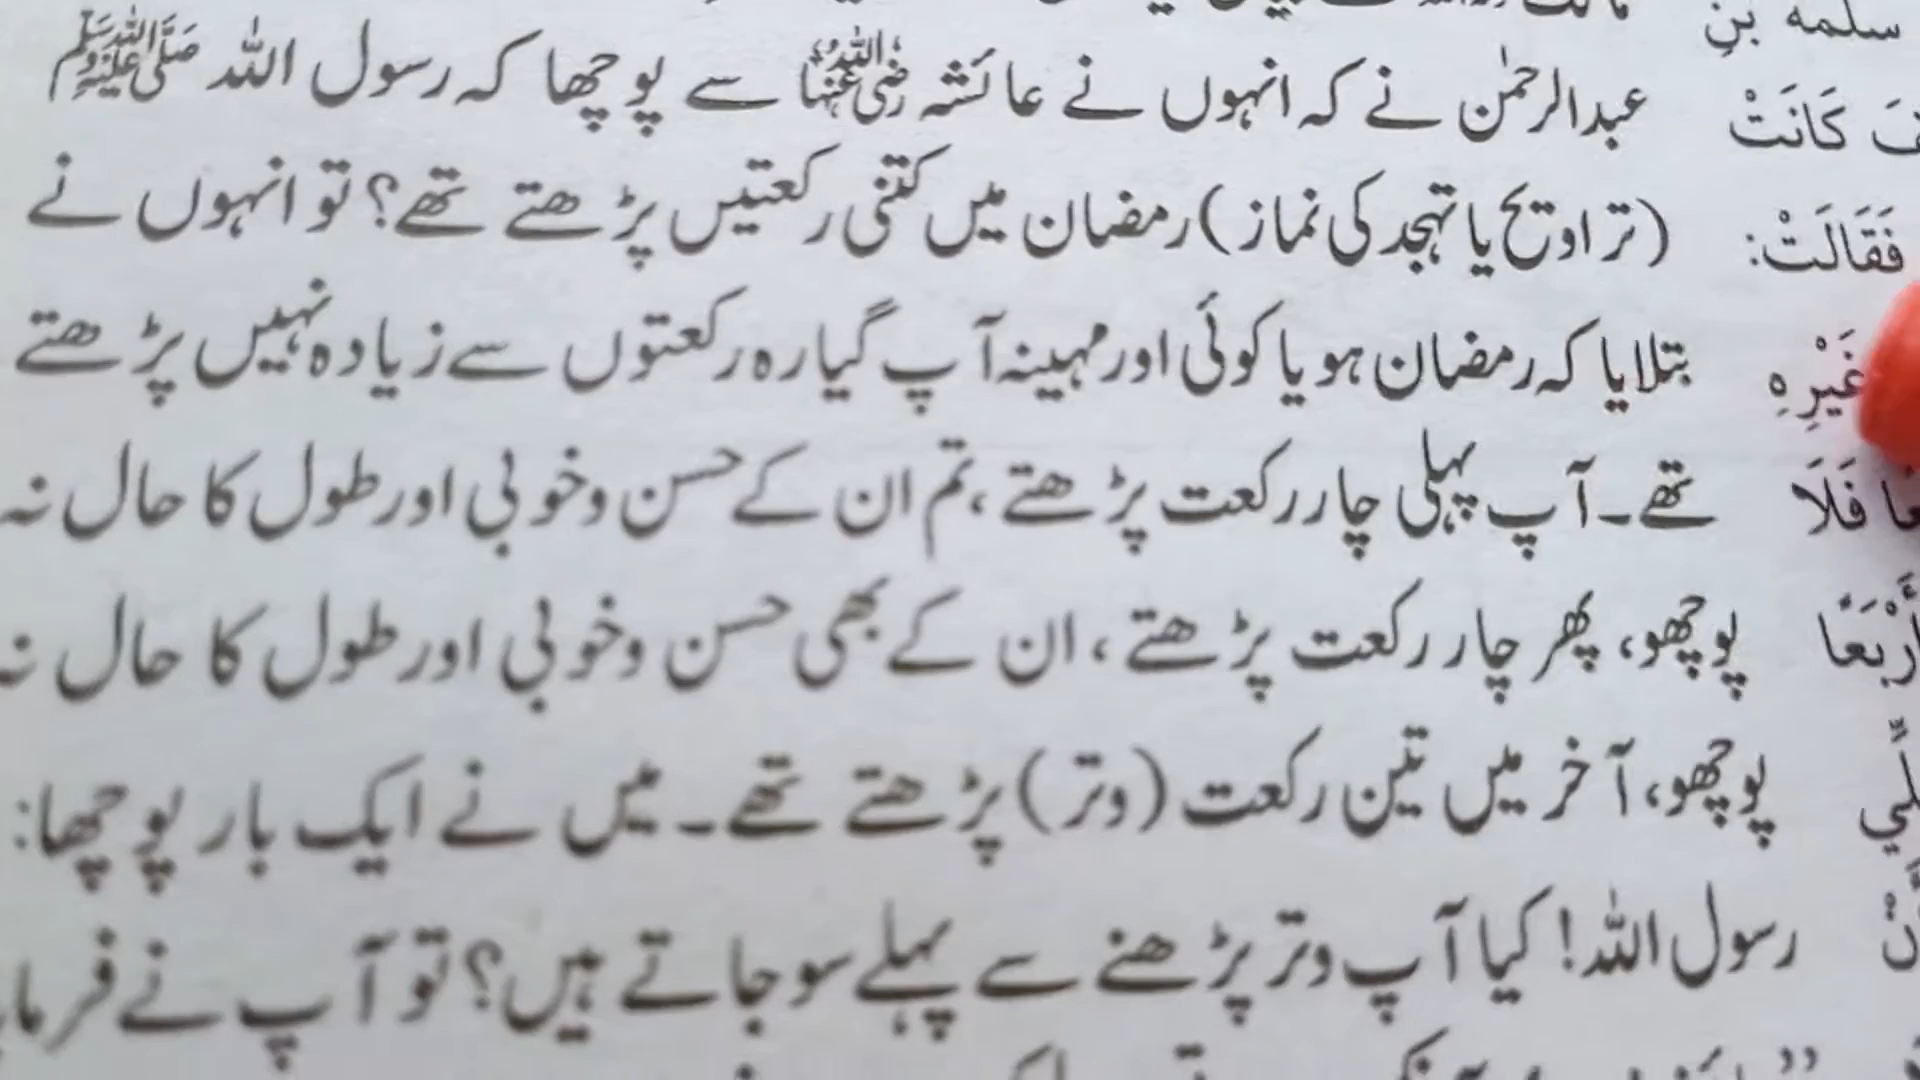 سلمہ بن
عبدالرحمٰن نے کہ انہوں نے عائشہ رضی اللہ عنہا سے پوچھا کہ رسول اللہ صلی اللہ علیہ وسلم
(تراویح یا تہجد کی نماز) رمضان میں کتنی رکعتیں پڑھتے تھے؟ تو انہوں نے
بتلایا کہ رمضان ہو یا کوئی اور مہینہ آپ گیارہ رکعتوں سے زیادہ نہیں پڑھتے
تھے۔ آپ پہلی چار رکعت پڑھتے، تم ان کے حسن وخوبی اور طول کا حال نہ
پوچھو، پھر چار رکعت پڑھتے، ان کے بھی حسن وخوبی اور طول کا حال نہ
پوچھو، آخر میں تین رکعت (وتر) پڑھتے تھے۔ میں نے ایک بار پوچھا:
رسول اللہ! کیا آپ وتر پڑھنے سے پہلے سو جاتے ہیں؟ تو آپ نے
كَانَتْ
فَقَالَتْ:
غَيْرِهِ
فَلَا
أَرْبَعًا